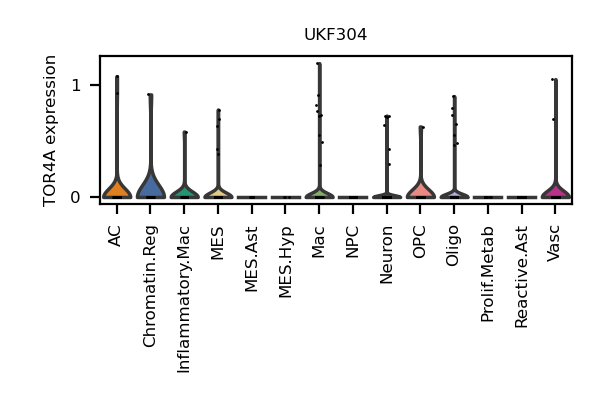 UKF304
TOR4A expression
1
0
AC
Chromatin.Reg
Inflammatory.Mac
MES
MES.Ast
MES.Hyp
Mac
NPC
Neuron
OPC
Oligo
Prolif.Metab
Reactive.Ast
Vasc